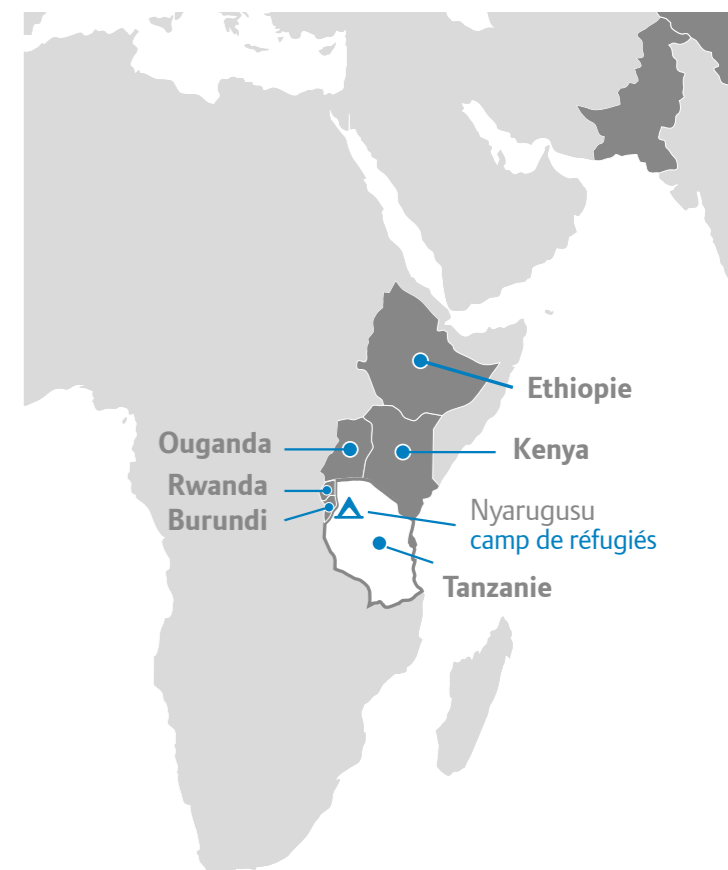 Ethiopie
Ouganda
Kenya
Rwanda
Burundi
Nyarugusu
camp de réfugiés
Tanzanie